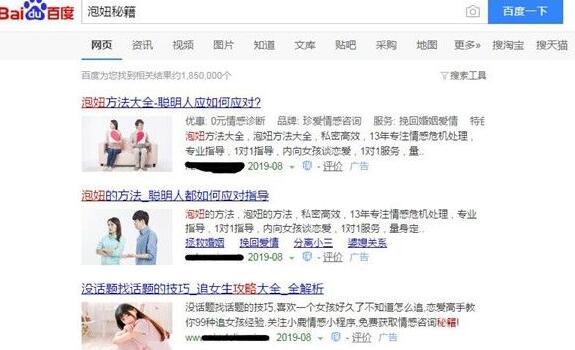 Bai du 百度 泡妞秘籍 百度一下
网页 资讯 视频 图片 知道 文库 贴吧 采购 地图 更多» 搜淘宝 搜天猫
百度为您找到相关结果约1,850,000个 搜索工具
泡妞方法大全-聪明人应如何应对?
优惠: 0元情感诊断 品牌: 珍爱情感咨询 服务: 挽回婚姻爱情 特色
泡妞方法大全，泡妞方法大全，私密高效，13年专注情感危机处理，
专业指导，1对1指导，内向女孩谈恋爱，1对1服务，量..
2019-08 - 评价 广告
泡妞的方法_聪明人都如何应对指导
泡妞的方法，泡妞的方法，私密高效，13年专注情感危机处理，
专业指导，1对1指导，内向女孩谈恋爱，1对1服务，量身定..
拯救婚姻 挽回爱情 分离小三 婆媳关系
2019-08 - 评价 广告
没话题找话题的技巧_追女生攻略大全_全解析
没话题找话题的技巧,喜欢一个女孩好久了不知道怎么追,恋爱高手教
你99种追女孩经验.关注小鹿情感小程序,免费获取情感咨询秘籍!
www. 2019-08 - 评价 广告